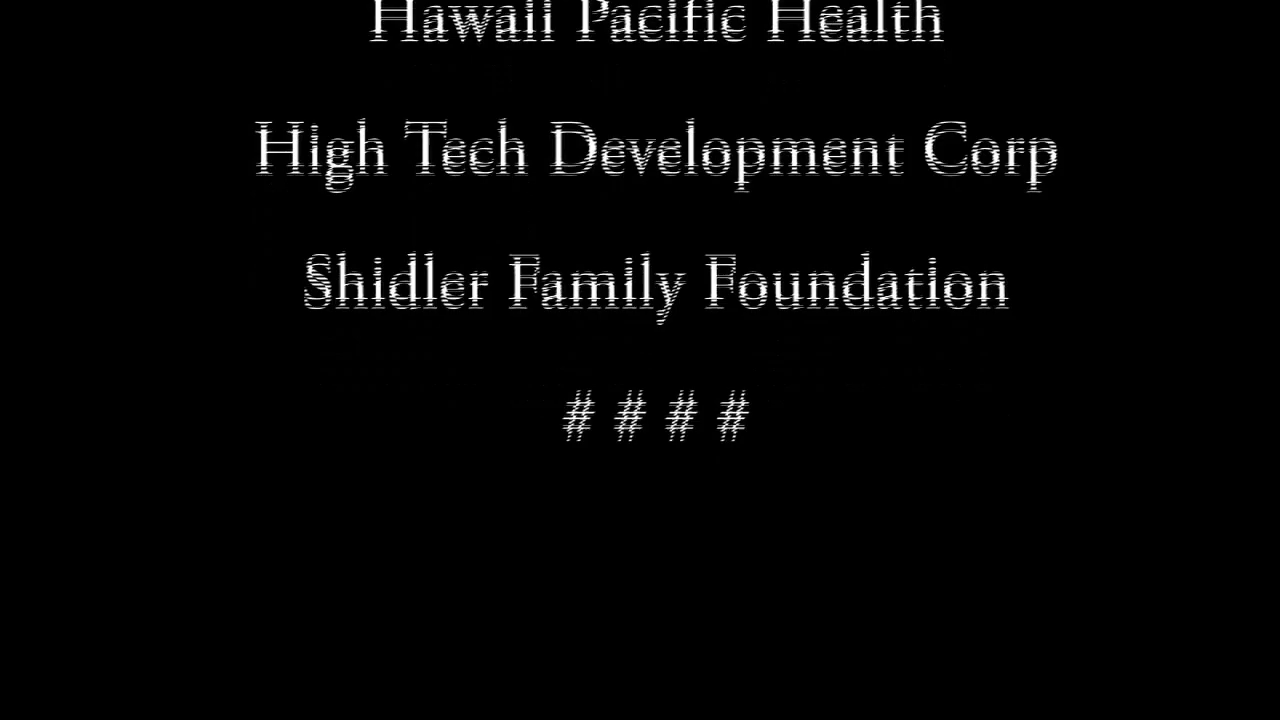 Hawaii Pacific Health
High Tech Development Corp
Shidler Family Foundation
# # # #